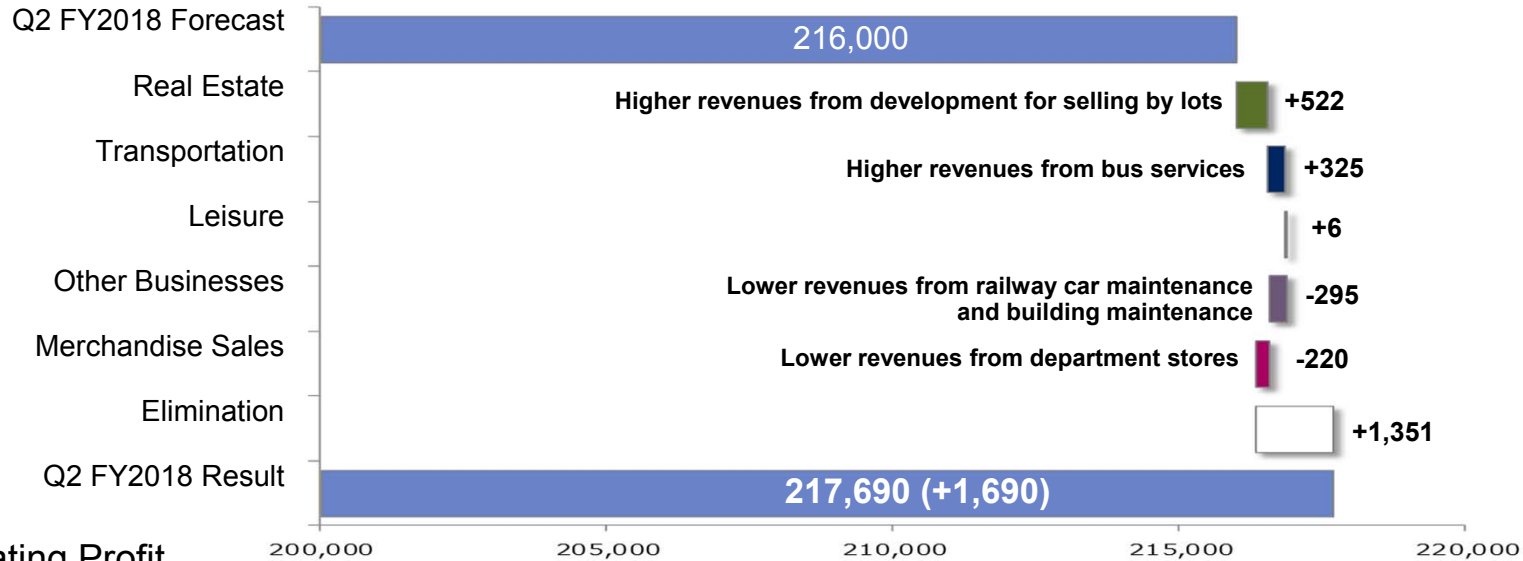 Q2 FY2018 Forecast
216,000
Real Estate
Higher revenues from development for selling by lots
+522
Transportation
Higher revenues from bus services
+325
Leisure
+6
Other Businesses
Lower revenues from railway car maintenance
and building maintenance
-295
Merchandise Sales
Lower revenues from department stores
-220
Elimination
+1,351
Q2 FY2018 Result
217,690 (+1,690)
200,000
205,000
210,000
215,000
220,000
Profit